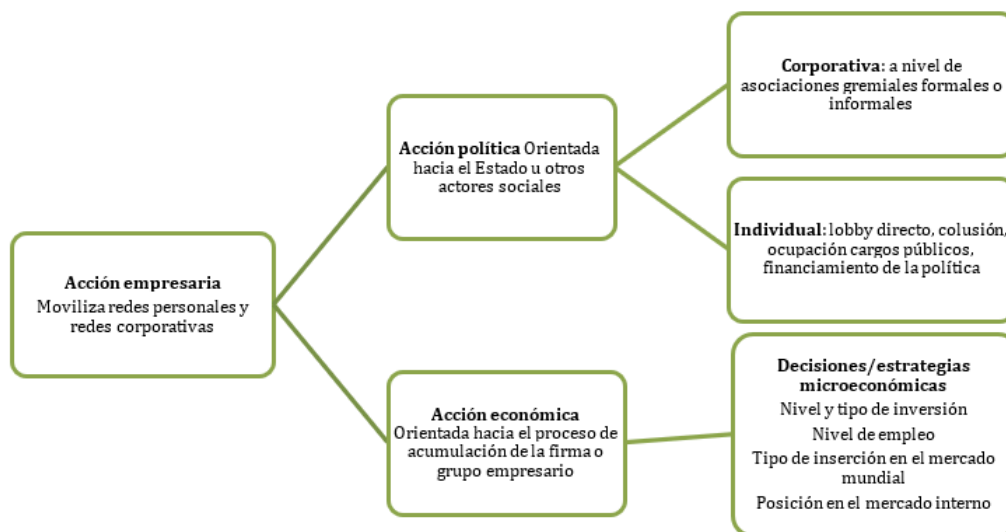 Acción empresaria
Moviliza redes personales y
redes corporativas
Acción política Orientada
hacia el Estado u otros
actores sociales
Corporativa: a nivel de
asociaciones gremiales formales o
informales
Individual: lobby directo, colusión,
ocupación cargos públicos,
financiamiento de la política
Acción económica
Orientada hacia el proceso de
acumulación de la firma o
grupo empresario
Decisiones/estrategias
microeconómicas
Nivel y tipo de inversión
Nivel de empleo
Tipo de inserción en el mercado
mundial
Posición en el mercado interno